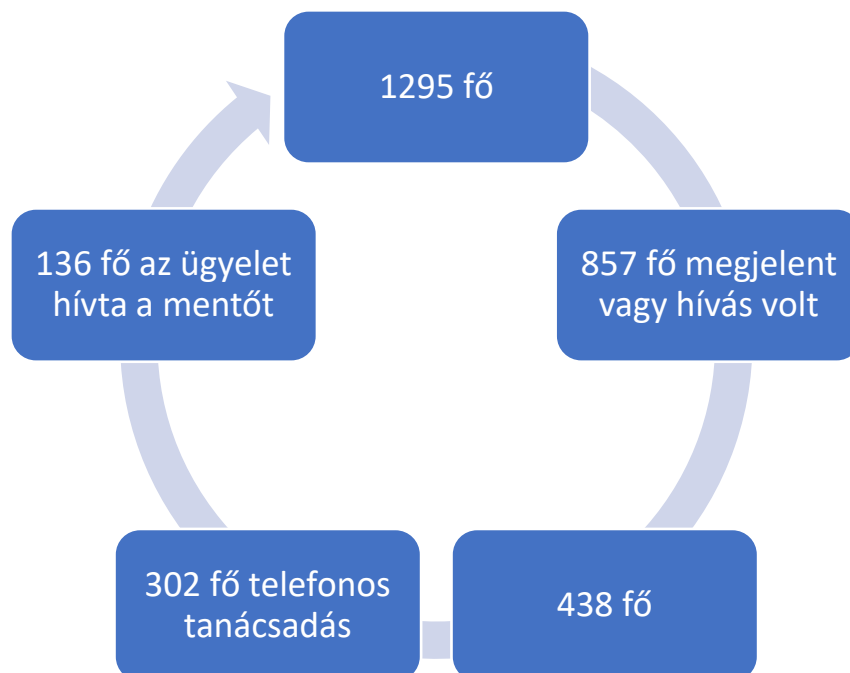 1295 fő
857 fő megjelent
vagy hívás volt
438 fő
302 fő telefonos
tanácsadás
136 fő az ügyelet
hívta a mentőt